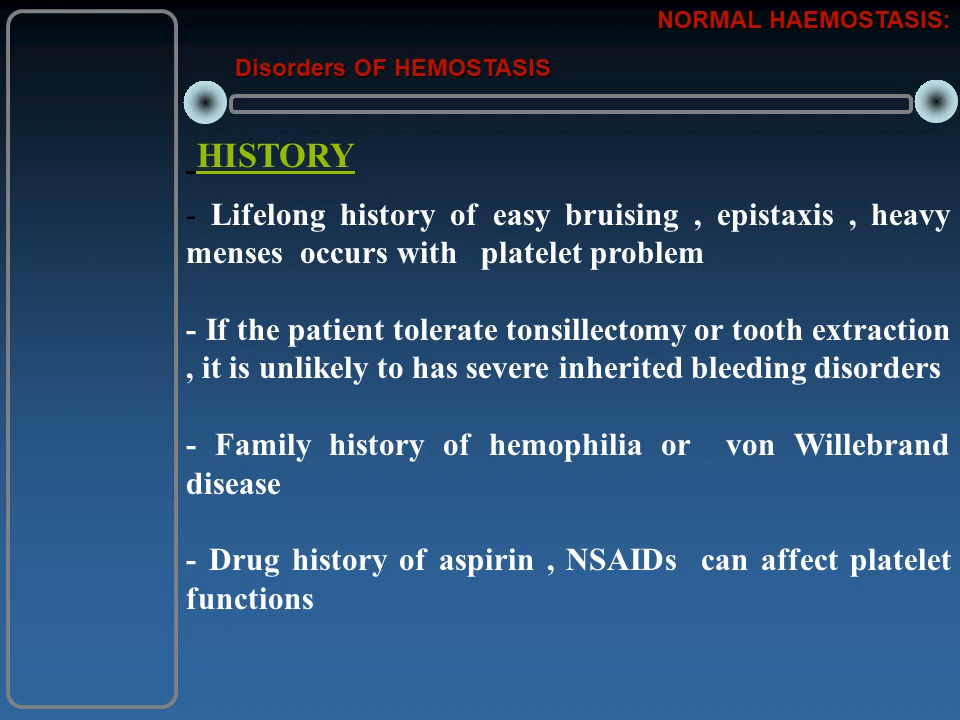 NORMAL HAEMOSTASIS:
Disorders OF HEMOSTASIS
HISTORY
- Lifelong history of easy bruising , epistaxis , heavy
menses occurs with platelet problem
- If the patient tolerate tonsillectomy or tooth extraction
, it is unlikely to has severe inherited bleeding disorders
- Family history of hemophilia or von Willebrand
disease
- Drug history of aspirin , NSAIDs can affect platelet
functions